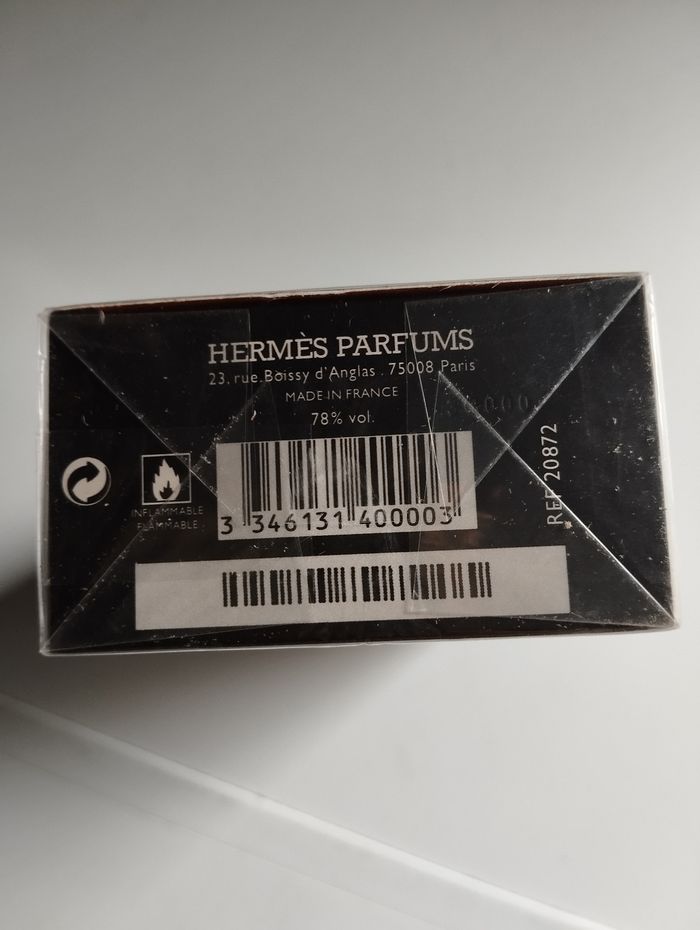 HERMÈS PARFUMS
23, rue Boissy d'Anglas . 75008 Paris
MADE IN FRANCE
78% vol.
INFLAMMABLE
FLAMMABLE
3 346131 400003
REF 20872